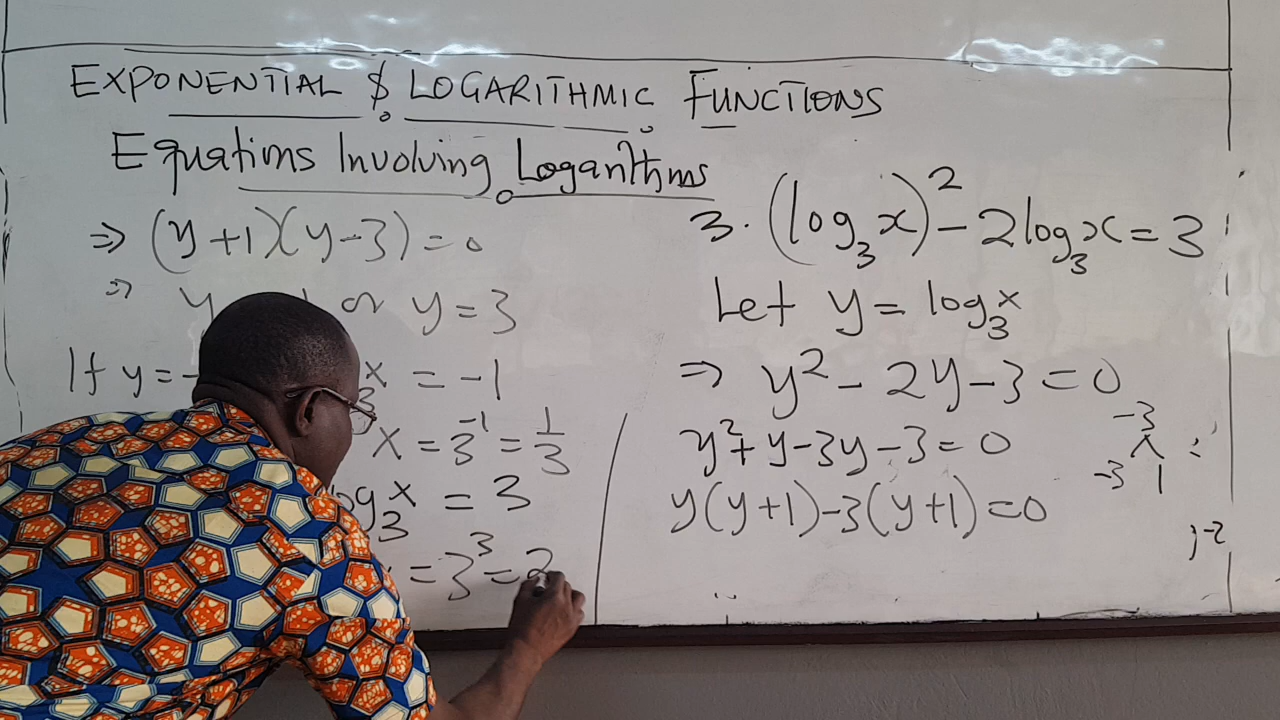 EXPONENTIAL & LOGARITHMIC FUNCTIONS
Equations Involving Logarithms
⇒ (y+1)(y-3) = 0
⇒ y or y = 3
If y = - x = -1
x = 3⁻¹ = 1/3
log₃x = 3
= 3³ = 2
3. (log₃x)² - 2log₃x = 3
Let y = log₃x
⇒ y² - 2y - 3 = 0
y² + y - 3y - 3 = 0
y(y+1) - 3(y+1) = 0
-3
-3 1
; -2